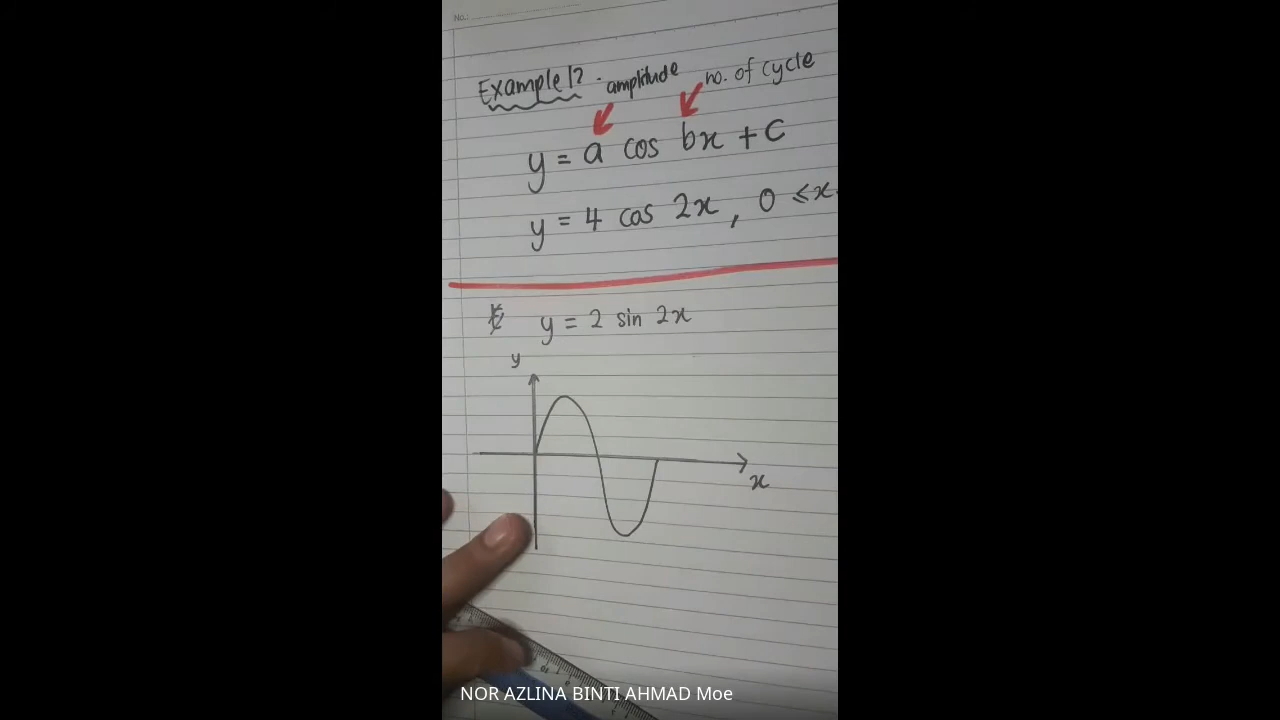 No.:
Example 12. amplitude no. of cycle
y = a cos bx + c
y = 4 cos 2x, 0 ≤ x
y = 2 sin 2x
y
x
NOR AZLINA BINTI AHMAD Moe